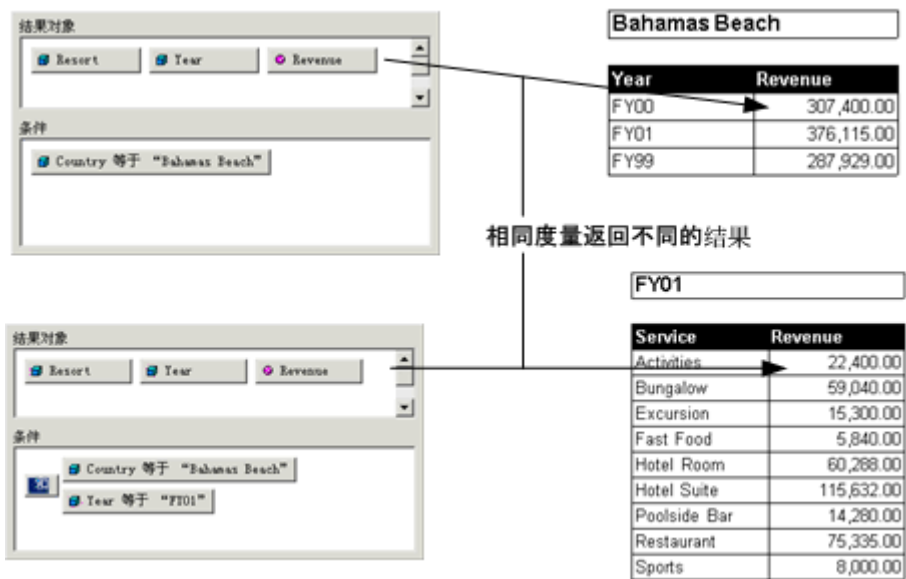 结果对象
Resort Year Revenue
条件
Country 等于 “Bahamas Beach”
Bahamas Beach
Year Revenue
FY00 307,400.00
FY01 376,115.00
FY99 287,929.00
相同度量返回不同的结果
结果对象
Resort Year Revenue
条件
Country 等于 “Bahamas Beach”
Year 等于 “FY01”
FY01
Service Revenue
Activities 22,400.00
Bungalow 59,040.00
Excursion 15,300.00
Fast Food 5,840.00
Hotel Room 60,288.00
Hotel Suite 115,632.00
Poolside Bar 14,280.00
Restaurant 75,335.00
Sports 8,000.00